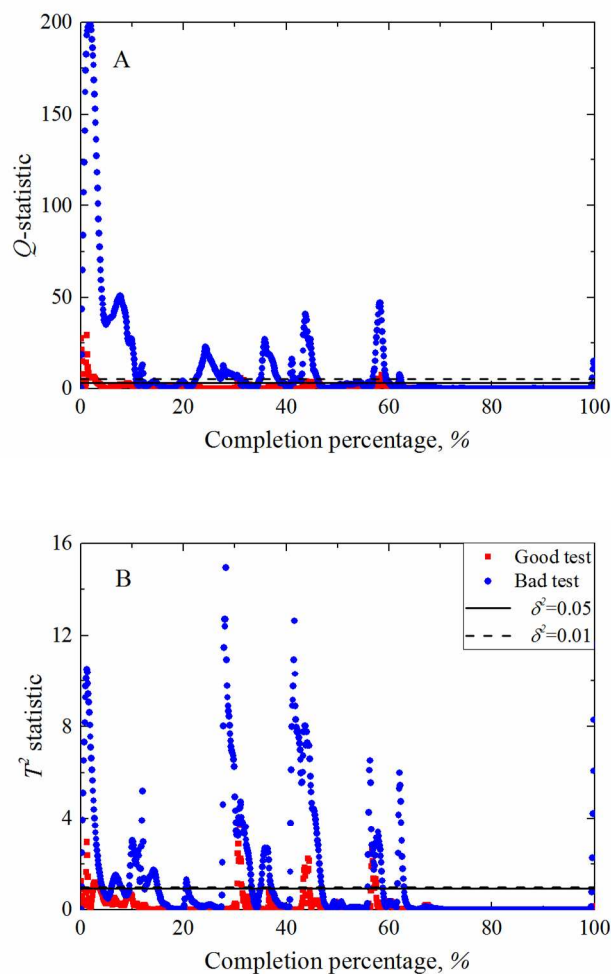 200
A
150
Q-statistic
100
50
0
0 20 40 60 80 100
Completion percentage, %
16
B
Good test
Bad test
δ²=0.05
δ²=0.01
12
T² statistic
8
4
0
0 20 40 60 80 100
Completion percentage, %